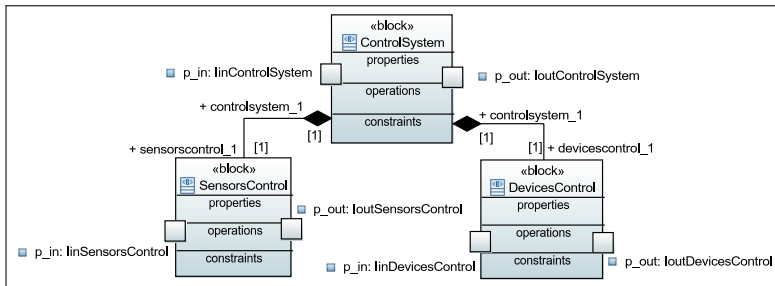 «block»
ControlSystem
properties
p_in: IinControlSystem
p_out: IoutControlSystem
operations
+ controlsystem_1
+ controlsystem_1
[1]
constraints
[1]
+ sensorscontrol_1
[1]
[1]
+ devicescontrol_1
«block»
SensorsControl
properties
p_out: IoutSensorsControl
operations
p_in: IinSensorsControl
constraints
«block»
DevicesControl
properties
operations
p_in: IinDevicesControl
constraints
p_out: IoutDevicesControl